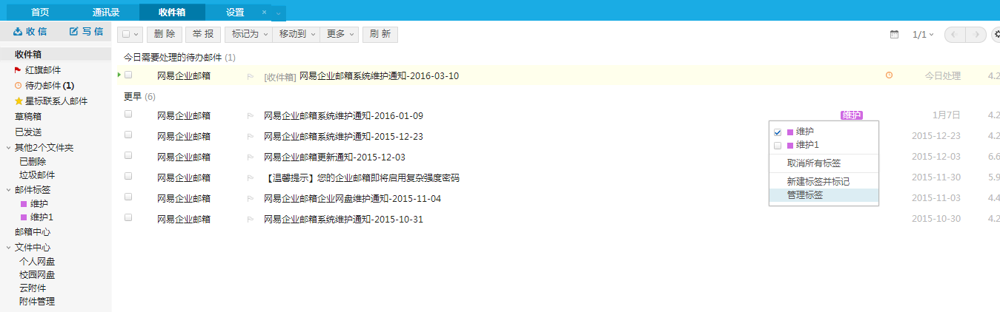 首页 通讯录 收件箱 设置 ×
收信 写信
删 除 举 报 标记为 移动到 更多 刷 新 1/1
收件箱
红旗邮件
待办邮件 (1)
星标联系人邮件
草稿箱
已发送
其他2个文件夹
已删除
垃圾邮件
邮件标签
维护
维护1
邮箱中心
文件中心
个人网盘
校园网盘
云附件
附件管理
今日需要处理的待办邮件 (1)
网易企业邮箱 [收件箱] 网易企业邮箱系统维护通知-2016-03-10 今日处理 4.2
更早 (6)
网易企业邮箱 网易企业邮箱系统维护通知-2016-01-09 维护 1月7日 4.2
网易企业邮箱 网易企业邮箱系统维护通知-2015-12-23 2015-12-23 4.2
网易企业邮箱 网易企业邮箱更新通知-2015-12-03 2015-12-03 6.6
网易企业邮箱 【温馨提示】您的企业邮箱即将启用复杂强度密码 2015-11-30 5.9
网易企业邮箱 网易企业邮箱企业网盘维护通知-2015-11-04 2015-11-03 4.4
网易企业邮箱 网易企业邮箱系统维护通知-2015-10-31 2015-10-30 4.2
维护
维护1
取消所有标签
新建标签并标记
管理标签